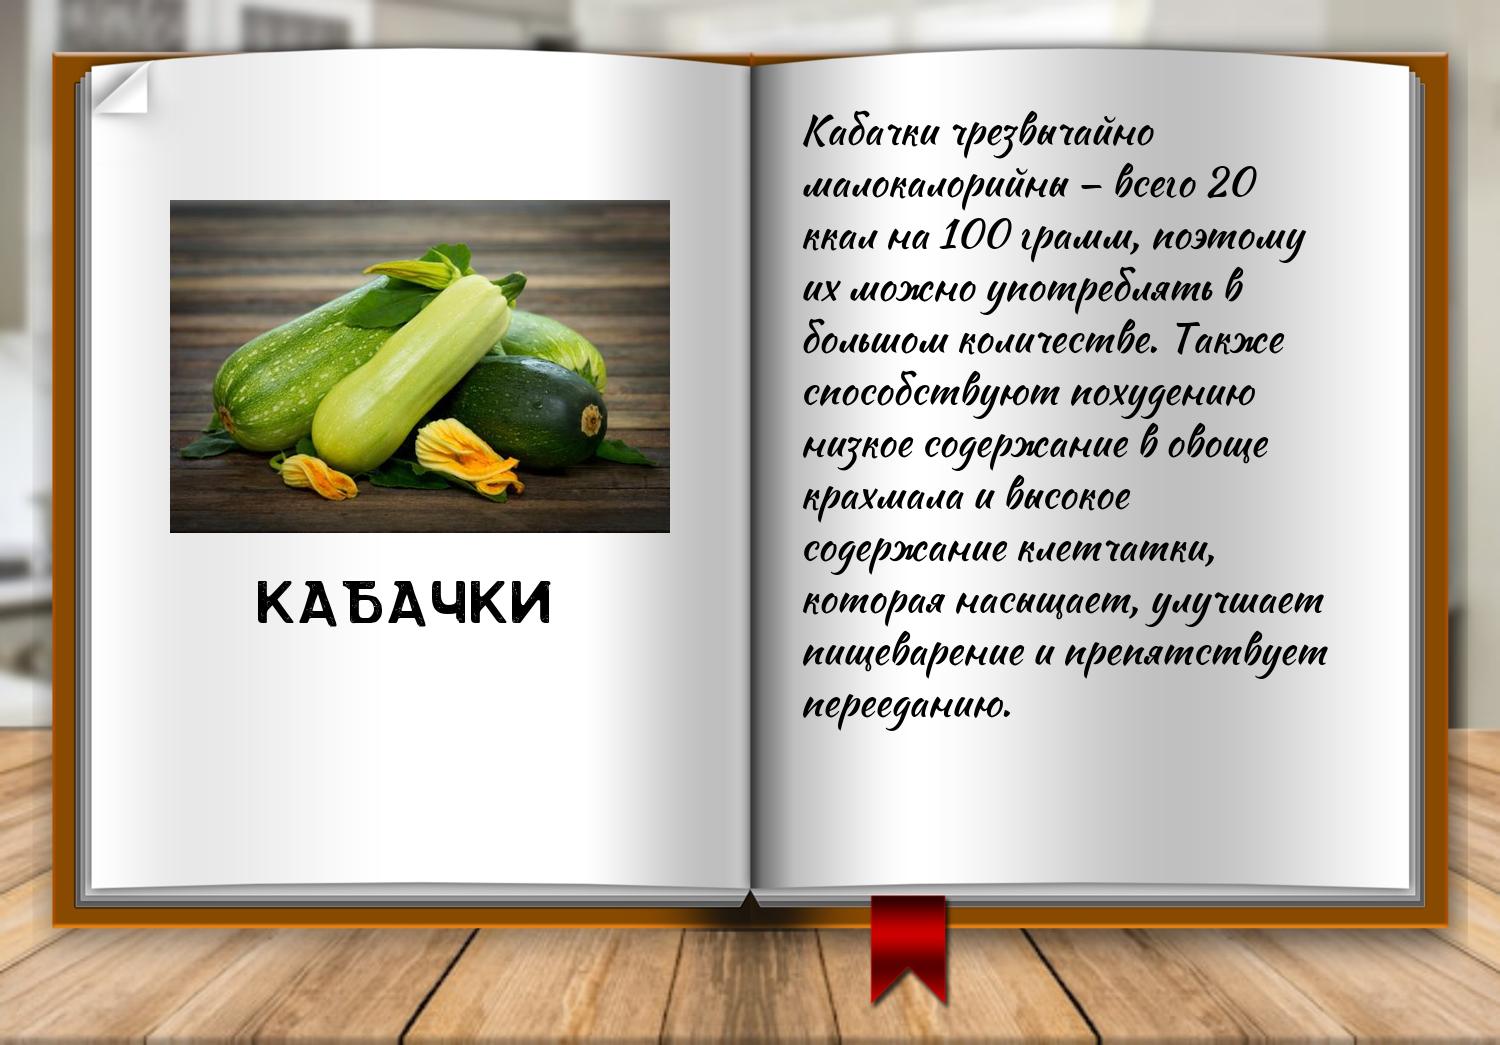 КАБАЧКИ
Кабачки чрезвычайно
малокалорийны – всего 20
ккал на 100 грамм, поэтому
их можно употреблять в
большом количестве. Также
способствуют похудению
низкое содержание в овоще
крахмала и высокое
содержание клетчатки,
которая насыщает, улучшает
пищеварение и препятствует
перееданию.